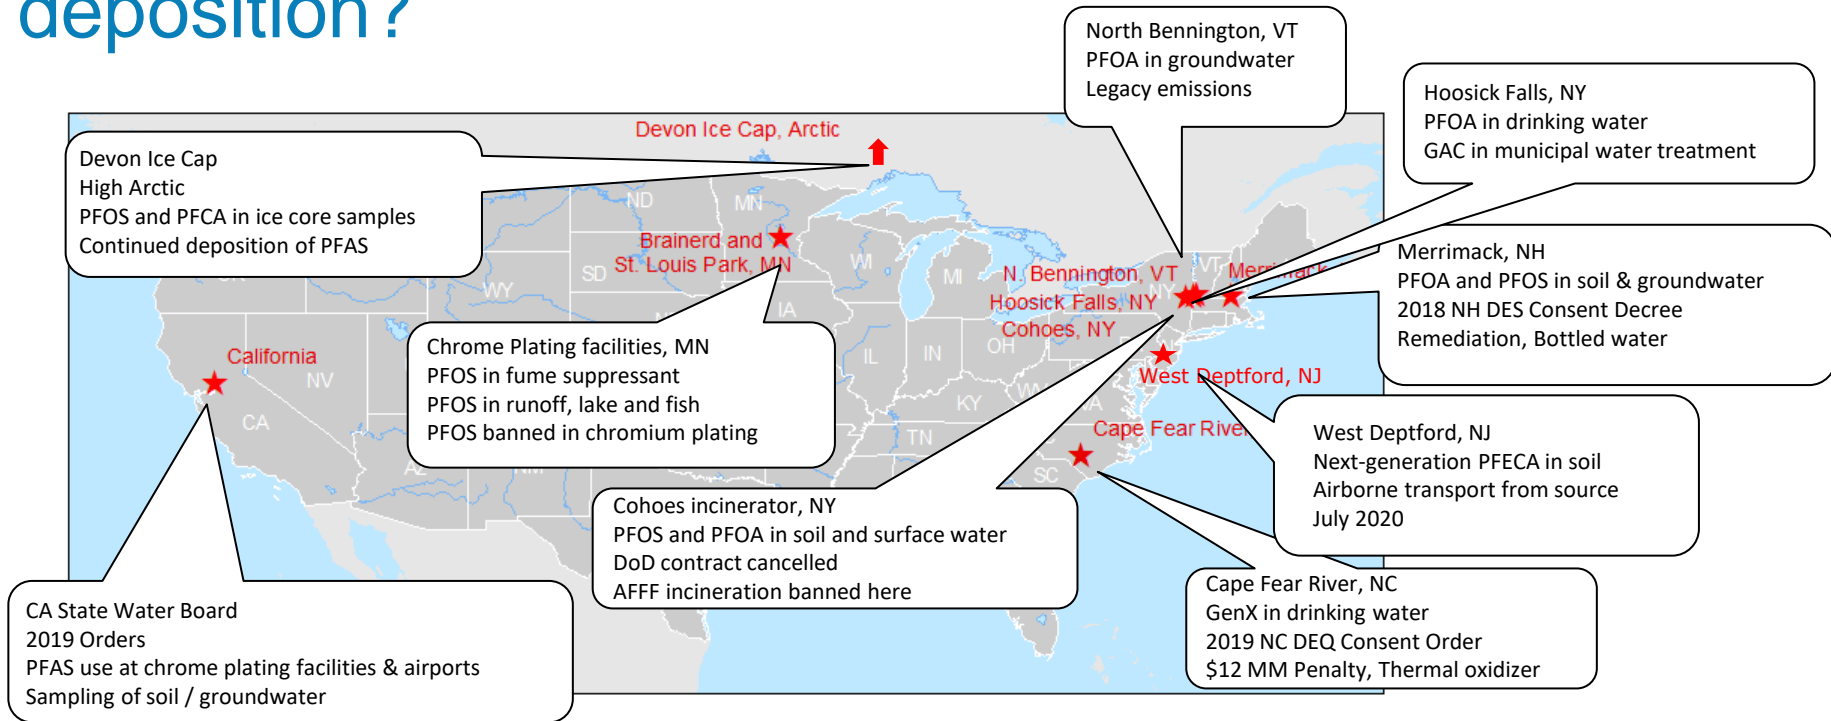 deposition?
North Bennington, VT
PFOA in groundwater
Legacy emissions
Hoosick Falls, NY
PFOA in drinking water
GAC in municipal water treatment
Devon Ice Cap, Arctic
Devon Ice Cap
High Arctic
PFOS and PFCA in ice core samples
Continued deposition of PFAS
ND
MN
Brainerd and
St. Louis Park, MN
SD
WI
MI
WY
IA
N. Bennington, VT
VT
NY
Hoosick Falls, NY
Cohoes, NY
Merrimack, NH
PFOA and PFOS in soil & groundwater
2018 NH DES Consent Decree
Remediation, Bottled water
Chrome Plating facilities, MN
PFOS in fume suppressant
PFOS in runoff, lake and fish
PFOS banned in chromium plating
California
NV
CA
IL
IN
OH
KY
TN
SC
West Deptford, NJ
Cape Fear River
West Deptford, NJ
Next-generation PFECA in soil
Airborne transport from source
July 2020
Cohoes incinerator, NY
PFOS and PFOA in soil and surface water
DoD contract cancelled
AFFF incineration banned here
Cape Fear River, NC
GenX in drinking water
2019 NC DEQ Consent Order
$12 MM Penalty, Thermal oxidizer
CA State Water Board
2019 Orders
PFAS use at chrome plating facilities & airports
Sampling of soil / groundwater